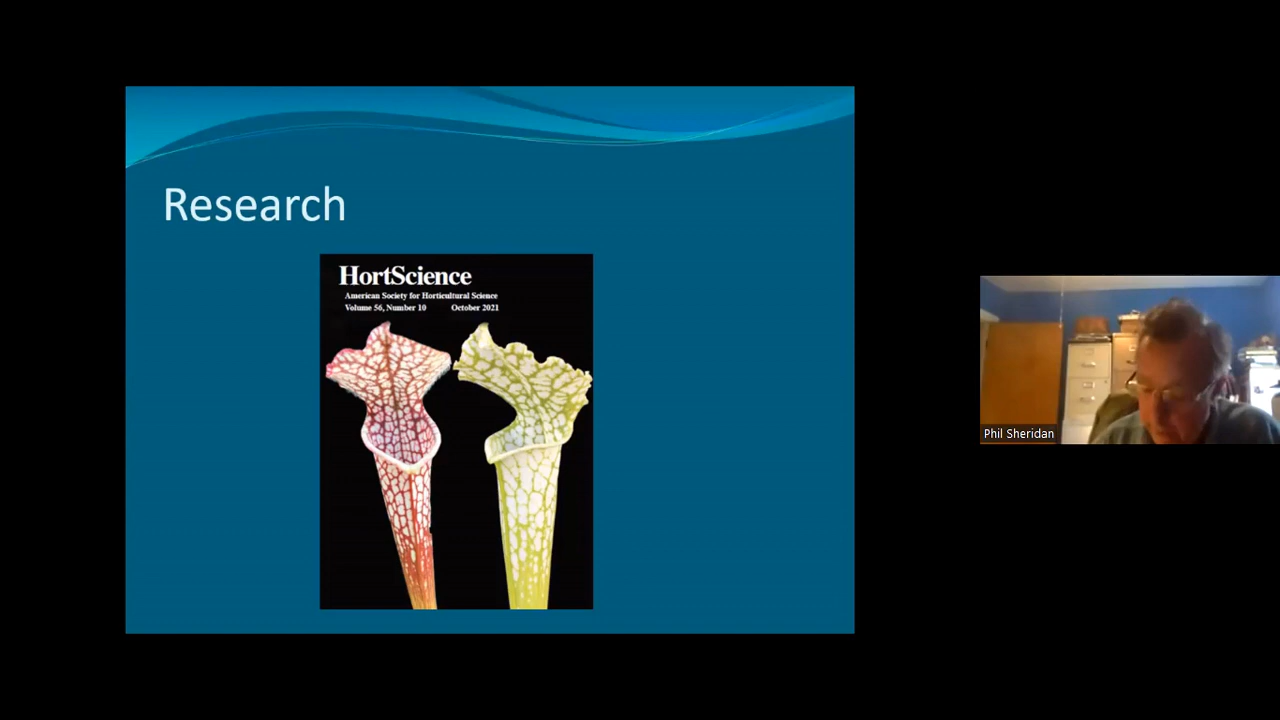 Research
HortScience
American Society for Horticultural Science
Volume 56, Number 10 October 2021
Phil Sheridan